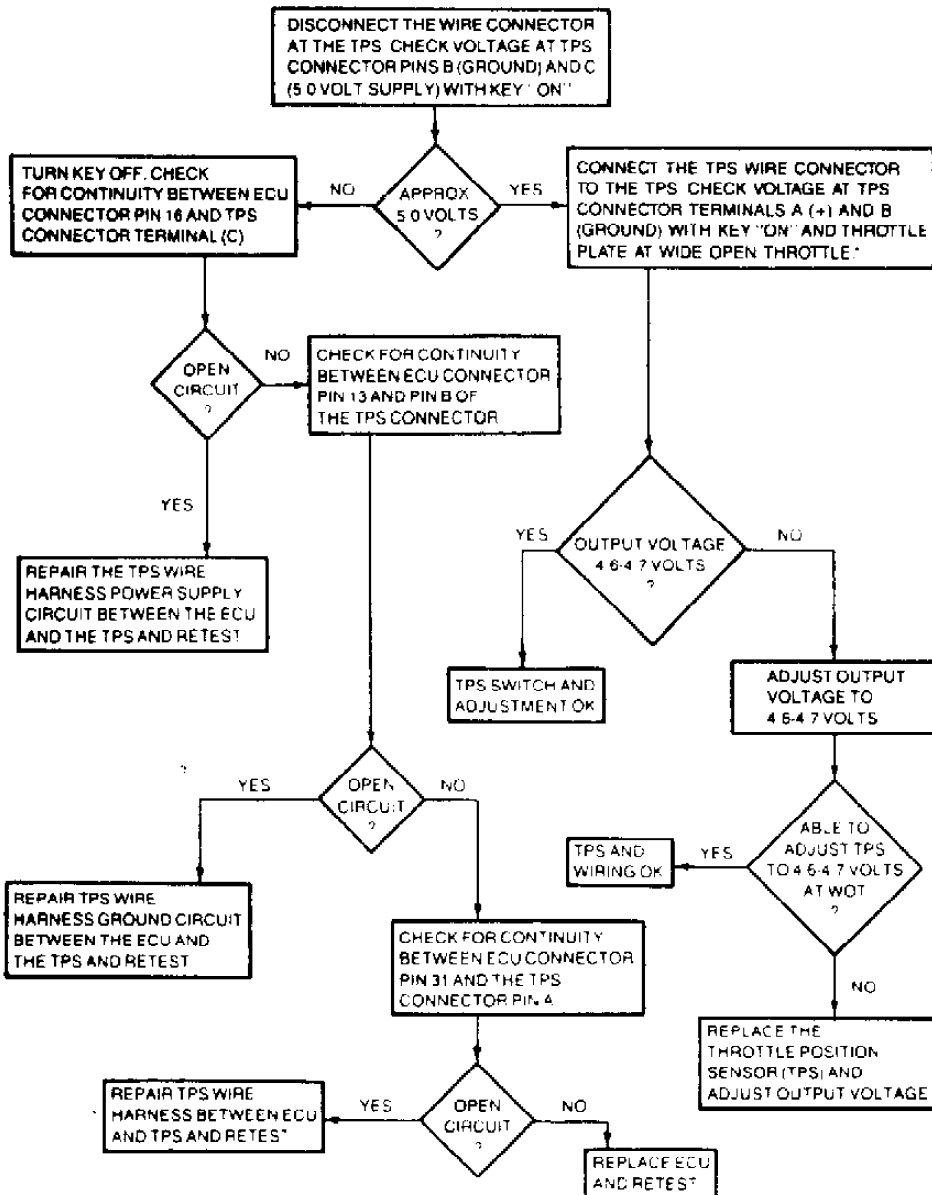 DISCONNECT THE WIRE CONNECTOR
AT THE TPS CHECK VOLTAGE AT TPS
CONNECTOR PINS B (GROUND) AND C
(5 0 VOLT SUPPLY) WITH KEY "ON"
TURN KEY OFF. CHECK
FOR CONTINUITY BETWEEN ECU
CONNECTOR PIN 16 AND TPS
CONNECTOR TERMINAL (C)
NO
APPROX
5 0 VOLTS
?
YES
CONNECT THE TPS WIRE CONNECTOR
TO THE TPS CHECK VOLTAGE AT TPS
CONNECTOR TERMINALS A (+) AND B
(GROUND) WITH KEY "ON" AND THROTTLE
PLATE AT WIDE OPEN THROTTLE.*
OPEN
CIRCUIT
?
NO
CHECK FOR CONTINUITY
BETWEEN ECU CONNECTOR
PIN 13 AND PIN B OF
THE TPS CONNECTOR
YES
REPAIR THE TPS WIRE
HARNESS POWER SUPPLY
CIRCUIT BETWEEN THE ECU
AND THE TPS AND RETEST
YES
OUTPUT VOLTAGE
4 6-4 7 VOLTS
?
NO
TPS SWITCH AND
ADJUSTMENT OK
ADJUST OUTPUT
VOLTAGE TO
4 6-4 7 VOLTS
?
YES
OPEN
CIRCUIT
?
NO
TPS AND
WIRING OK
YES
ABLE TO
ADJUST TPS
TO 4 6-4 7 VOLTS
AT WOT
?
REPAIR TPS WIRE
HARNESS GROUND CIRCUIT
BETWEEN THE ECU AND
THE TPS AND RETEST
CHECK FOR CONTINUITY
BETWEEN ECU CONNECTOR
PIN 31 AND THE TPS
CONNECTOR PIN A
NO
REPLACE THE
THROTTLE POSITION
SENSOR (TPS) AND
ADJUST OUTPUT VOLTAGE
REPAIR TPS WIRE
HARNESS BETWEEN ECU
AND TPS AND RETEST
YES
OPEN
CIRCUIT
?
NO
REPLACE ECU
AND RETEST